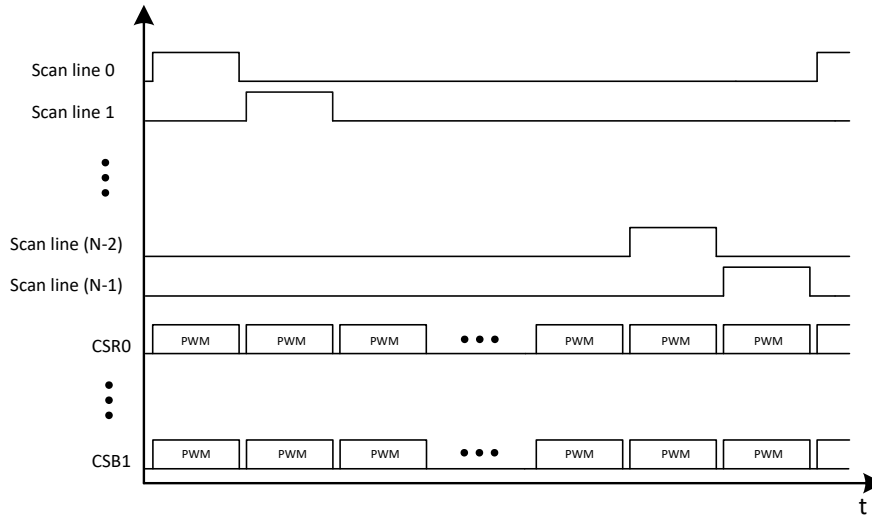 Scan line 0
Scan line 1
Scan line (N-2)
Scan line (N-1)
CSR0 PWM PWM PWM PWM PWM PWM
CSB1 PWM PWM PWM PWM PWM PWM
t